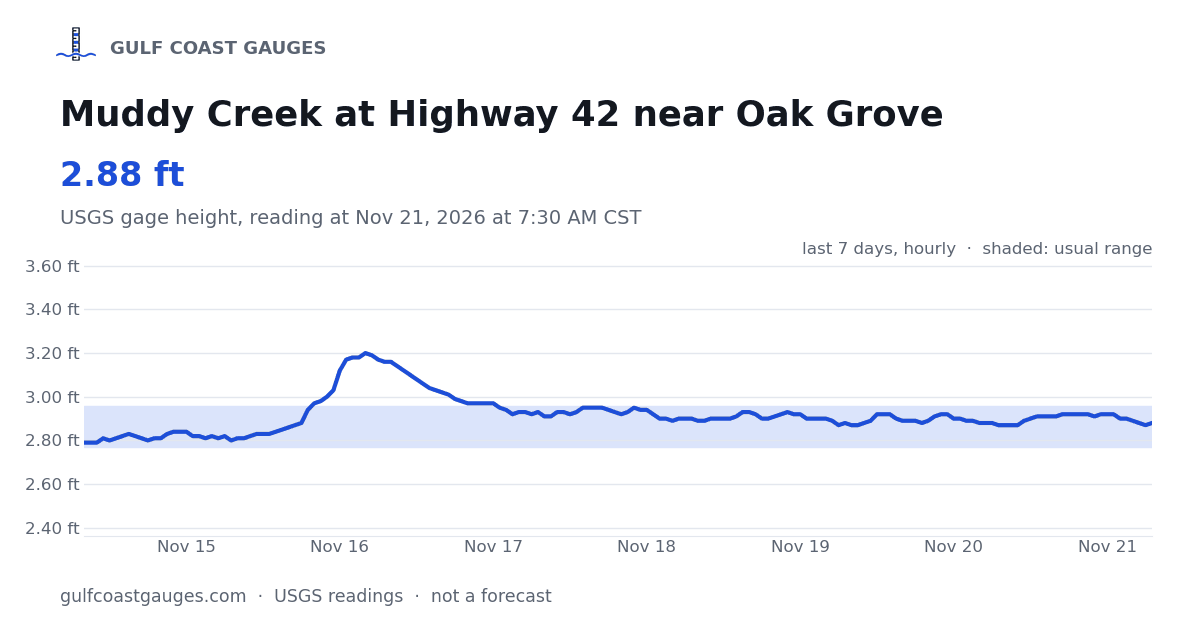 GULF COAST GAUGES
Muddy Creek at Highway 42 near Oak Grove
2.88 ft
USGS gage height, reading at Nov 21, 2026 at 7:30 AM CST
last 7 days, hourly · shaded: usual range
3.60 ft
3.40 ft
3.20 ft
3.00 ft
2.80 ft
2.60 ft
2.40 ft
Nov 15 Nov 16 Nov 17 Nov 18 Nov 19 Nov 20 Nov 21
gulfcoastgauges.com · USGS readings · not a forecast